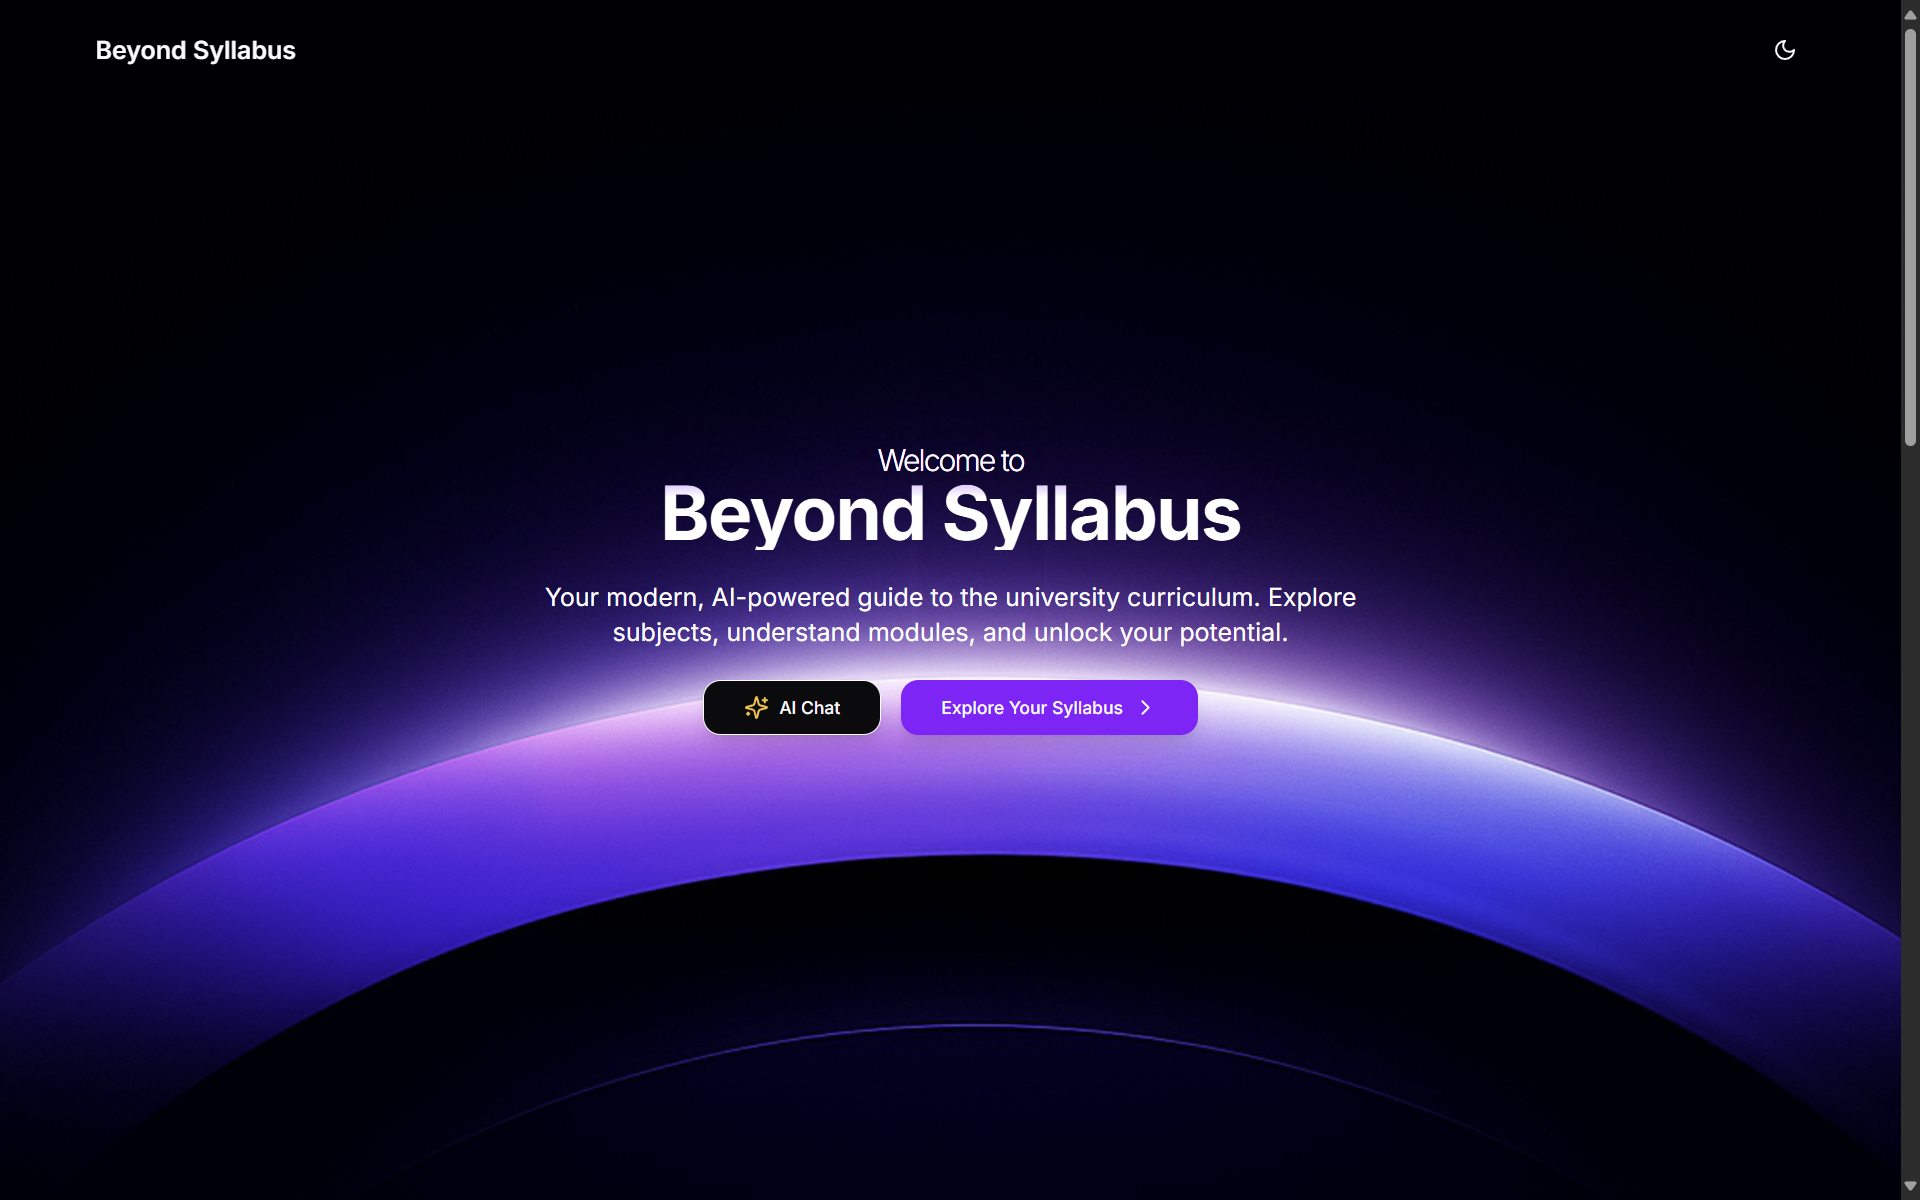 Beyond Syllabus
Welcome to
Beyond Syllabus
Your modern, AI-powered guide to the university curriculum. Explore
subjects, understand modules, and unlock your potential.
AI Chat
Explore Your Syllabus